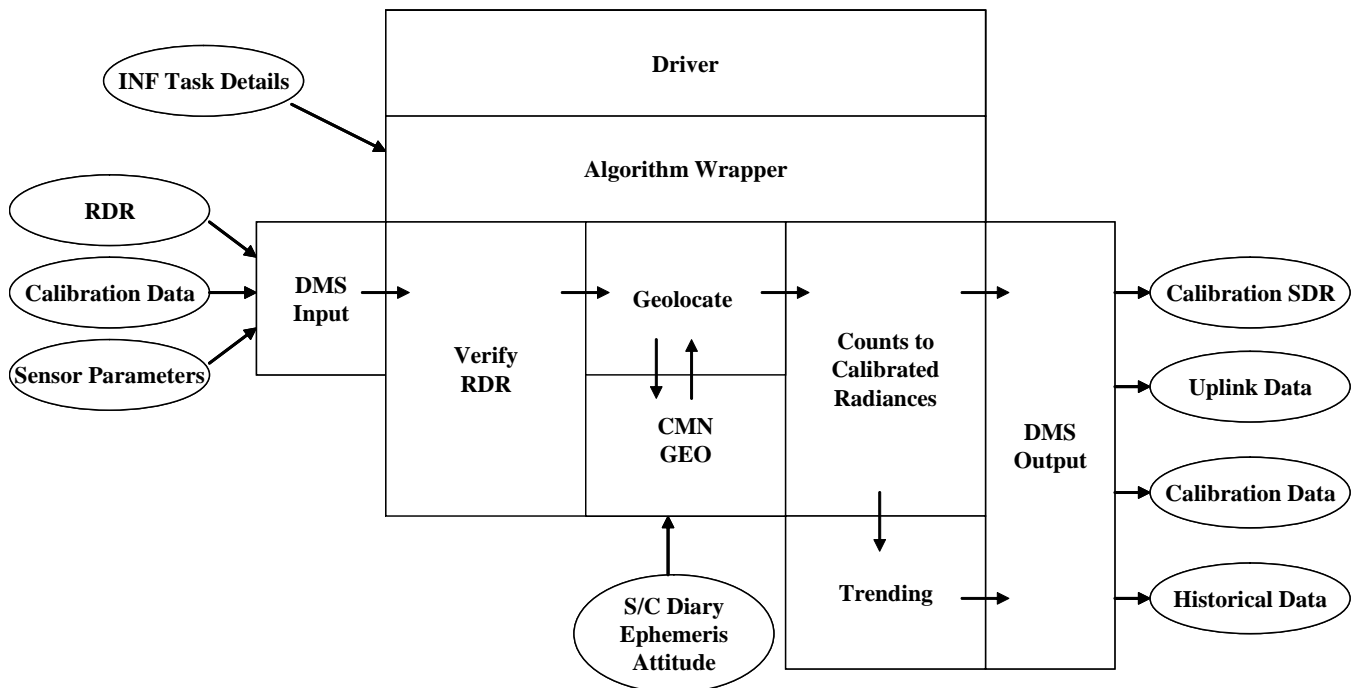 Driver
INF Task Details
Algorithm Wrapper
RDR
Calibration Data
Sensor Parameters
DMS
Input
Verify
RDR
Geolocate
CMN
GEO
Counts to
Calibrated
Radiances
DMS
Output
Trending
S/C Diary
Ephemeris
Attitude
Calibration SDR
Uplink Data
Calibration Data
Historical Data